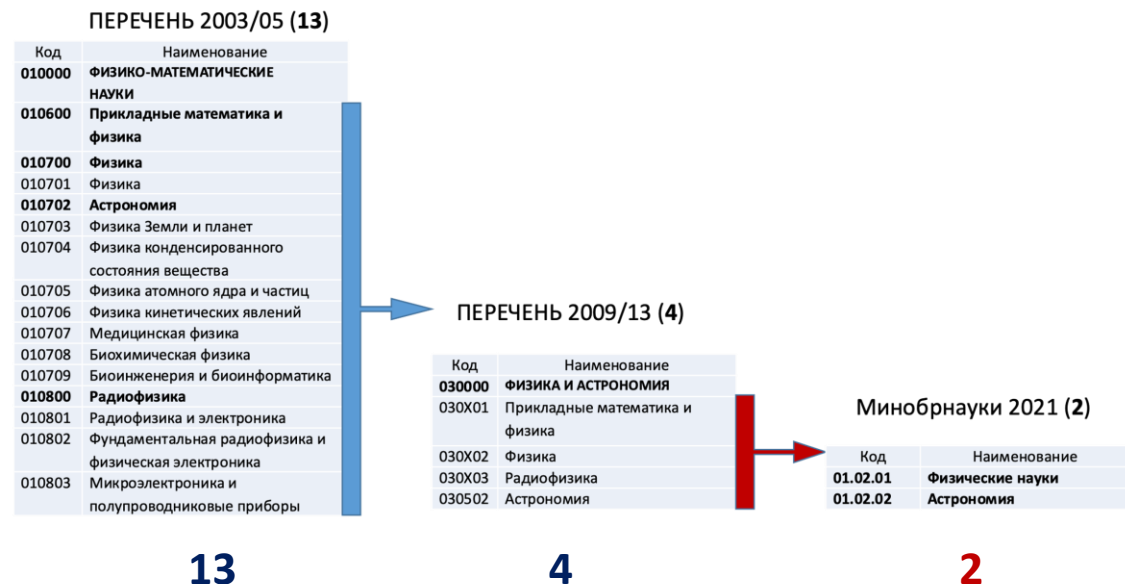 ПЕРЕЧЕНЬ 2003/05 (13)
Код Наименование
010000 ФИЗИКО-МАТЕМАТИЧЕСКИЕ
НАУКИ
010600 Прикладные математика и
физика
010700 Физика
010701 Физика
010702 Астрономия
010703 Физика Земли и планет
010704 Физика конденсированного
состояния вещества
010705 Физика атомного ядра и частиц
010706 Физика кинетических явлений
010707 Медицинская физика
010708 Биохимическая физика
010709 Биоинженерия и биоинформатика
010800 Радиофизика
010801 Радиофизика и электроника
010802 Фундаментальная радиофизика и
физическая электроника
010803 Микроэлектроника и
полупроводниковые приборы
13
ПЕРЕЧЕНЬ 2009/13 (4)
Код Наименование
030000 ФИЗИКА И АСТРОНОМИЯ
030X01 Прикладные математика и
физика
030X02 Физика
030X03 Радиофизика
030502 Астрономия
4
Минобрнауки 2021 (2)
Код Наименование
01.02.01 Физические науки
01.02.02 Астрономия
2